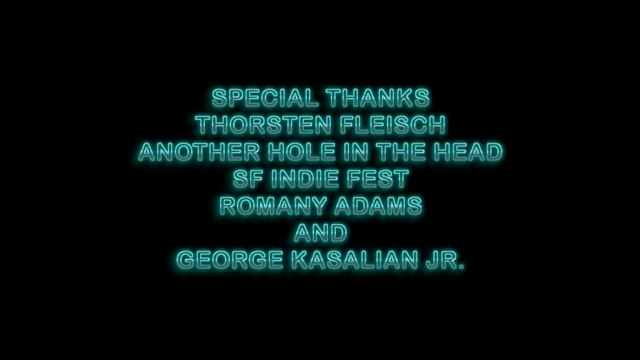 SPECIAL THANKS
THORSTEN FLEISCH
ANOTHER HOLE IN THE HEAD
SF INDIE FEST
ROMANY ADAMS
AND
GEORGE KASALIAN JR.